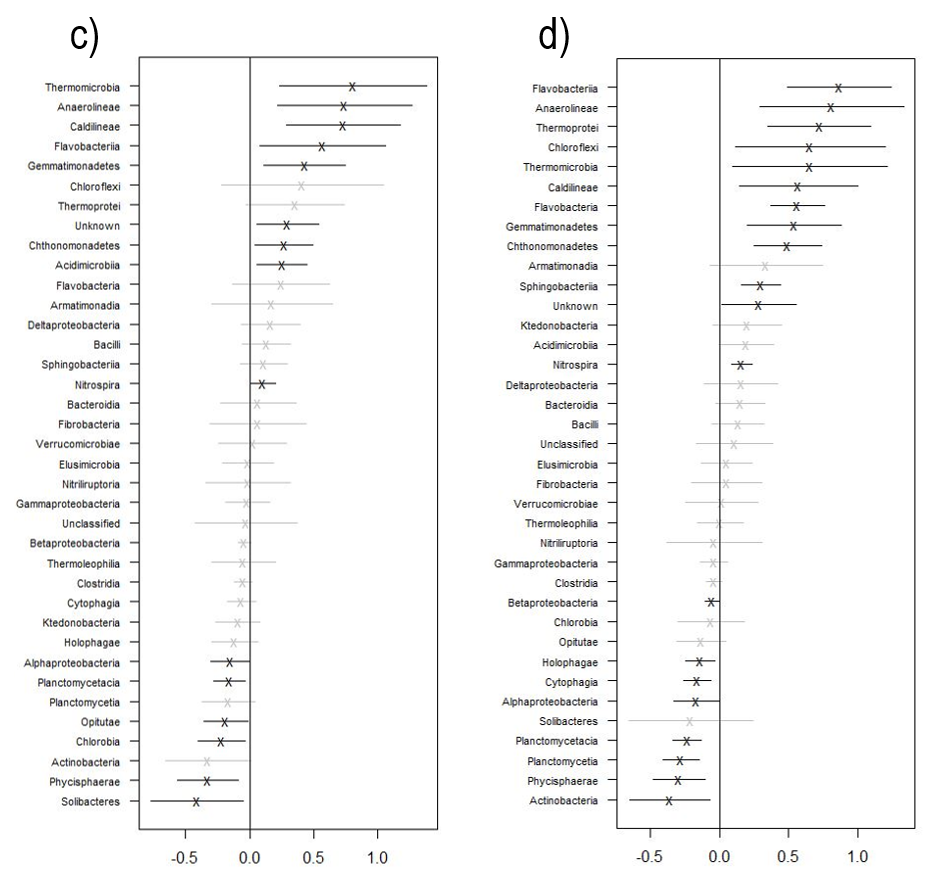 c)
Thermomicrobia
Anaerolineae
Caldilineae
Flavobacteriia
Gemmatimonadetes
Chloroflexi
Thermoprotei
Unknown
Chthonomonadetes
Acidimicrobiia
Flavobacteria
Armatimonadia
Deltaproteobacteria
Bacilli
Sphingobacteriia
Nitrospira
Bacteroidia
Fibrobacteria
Verrucomicrobiae
Elusimicrobia
Nitriliruptoria
Gammaproteobacteria
Unclassified
Betaproteobacteria
Thermoleophilia
Clostridia
Cytophagia
Ktedonobacteria
Holophagae
Alphaproteobacteria
Planctomycetacia
Planctomycetia
Opitutae
Chlorobia
Actinobacteria
Phycisphaerae
Solibacteres
-0.5 0.0 0.5 1.0
d)
Flavobacteriia
Anaerolineae
Thermoprotei
Chloroflexi
Thermomicrobia
Caldilineae
Flavobacteria
Gemmatimonadetes
Chthonomonadetes
Armatimonadia
Sphingobacteriia
Unknown
Ktedonobacteria
Acidimicrobiia
Nitrospira
Deltaproteobacteria
Bacteroidia
Bacilli
Unclassified
Elusimicrobia
Fibrobacteria
Verrucomicrobiae
Thermoleophilia
Nitriliruptoria
Gammaproteobacteria
Clostridia
Betaproteobacteria
Chlorobia
Opitutae
Holophagae
Cytophagia
Alphaproteobacteria
Solibacteres
Planctomycetacia
Planctomycetia
Phycisphaerae
Actinobacteria
-0.5 0.0 0.5 1.0